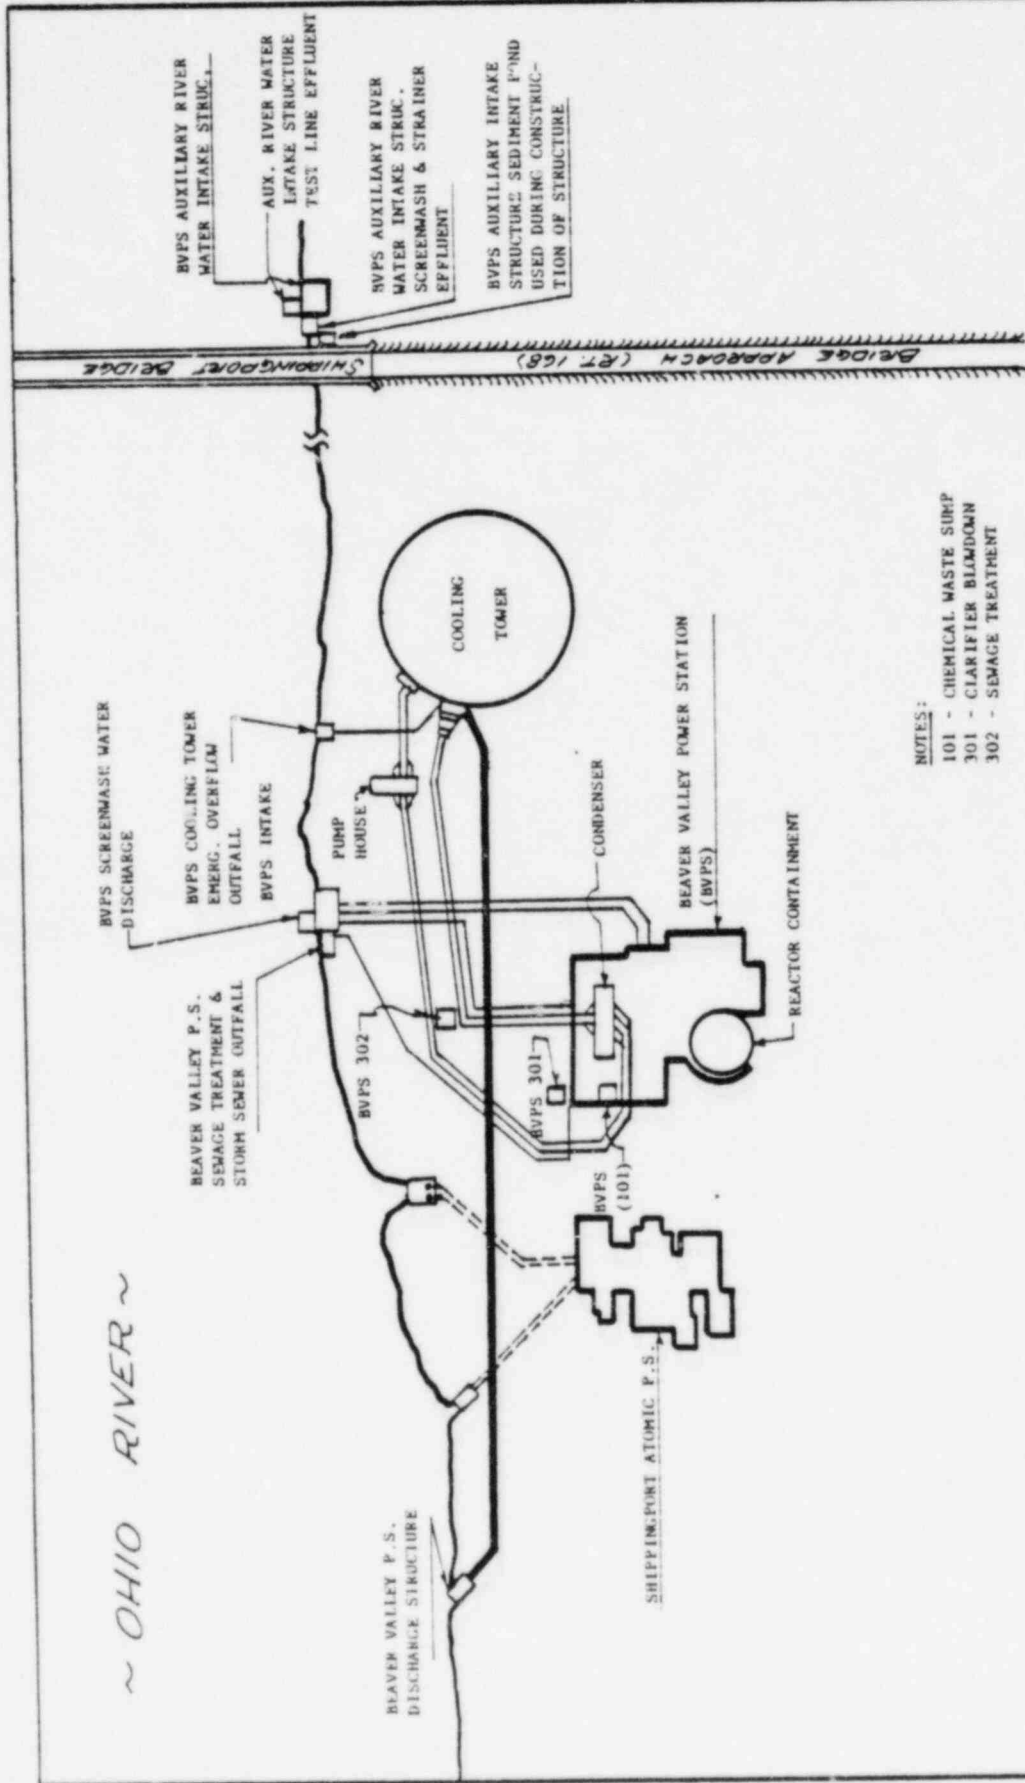 ~ OHIO RIVER ~
BEAVER VALLEY P.S.
DISCHARGE STRUCTURE
SHIPPINGPORT ATOMIC P.S.
BEAVER VALLEY P.S.
SEWAGE TREATMENT &
STORM SEWER OUTFALL
BVPS SCREENWASH WATER
DISCHARGE
BVPS COOLING TOWER
EMERG. OVERFLOW
OUTFALL
BVPS INTAKE
PUMP
HOUSE
BVPS 302
BVPS 301
BVPS
(101)
CONDENSER
COOLING
TOWER
BEAVER VALLEY POWER STATION
(BVPS)
REACTOR CONTAINMENT
SHIPPINGPORT BRIDGE
BRIDGE APPROACH (RT. 168)
BVPS AUXILIARY RIVER
WATER INTAKE STRUC.
AUX. RIVER WATER
INTAKE STRUCTURE
TEST LINE EFFLUENT
BVPS AUXILIARY RIVER
WATER INTAKE STRUC.
SCREENWASH & STRAINER
EFFLUENT
BVPS AUXILIARY INTAKE
STRUCTURE SEDIMENT POND
USED DURING CONSTRUC-
TION OF STRUCTURE
NOTES:
101 - CHEMICAL WASTE SUMP
301 - CLARIFIER BLOWDOWN
302 - SEWAGE TREATMENT